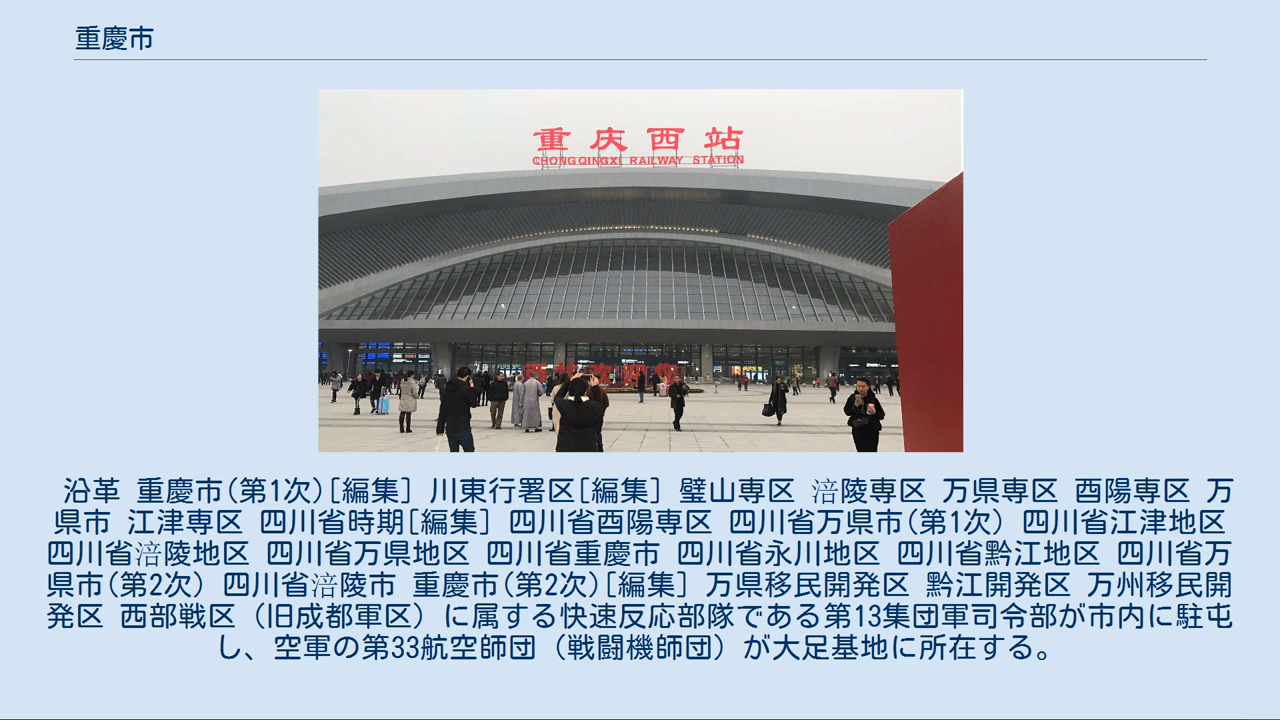 重慶市
重庆西站
CHONGQINGXI RAILWAY STATION
沿革 重慶市(第1次)[編集] 川東行署区[編集] 璧山専区 涪陵専区 万県専区 酉陽専区 万
県市 江津専区 四川省時期[編集] 四川省酉陽専区 四川省万県市(第1次) 四川省江津地区
四川省涪陵地区 四川省万県地区 四川省重慶市 四川省永川地区 四川省黔江地区 四川省万
県市(第2次) 四川省涪陵市 重慶市(第2次)[編集] 万県移民開発区 黔江開発区 万州移民開
発区 西部戦区（旧成都軍区）に属する快速反応部隊である第13集団軍司令部が市内に駐屯
し、空軍の第33航空師団（戦闘機師団）が大足基地に所在する。